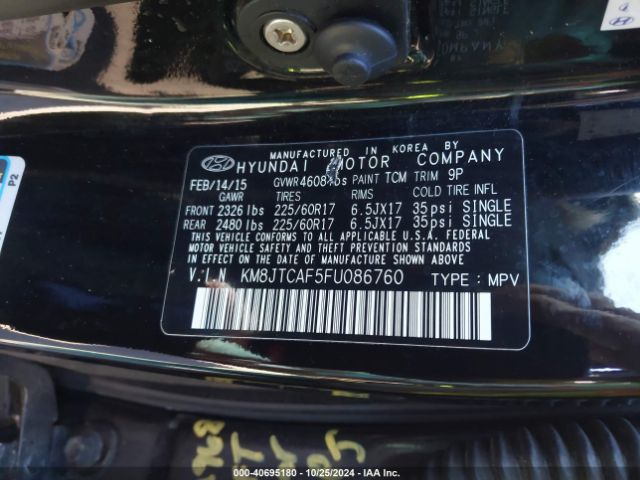 MANUFACTURED IN KOREA BY
HYUNDAI MOTOR COMPANY
FEB/14/15 GVWR4608lbs PAINT TCM TRIM 9P
GAWR TIRES RIMS COLD TIRE INFL
FRONT 2326 lbs 225/60R17 6.5JX17 35psi SINGLE
REAR 2480 lbs 225/60R17 6.5JX17 35psi SINGLE
THIS VEHICLE CONFORMS TO ALL APPLICABLE U.S.A. FEDERAL
MOTOR VEHICLE SAFETY AND THEFT PREVENTION STANDARDS
IN EFFECT ON THE DATE OF MANUFACTURE SHOWN ABOVE.
V.I.N KM8JTCAF5FU086760 TYPE : MPV
P2
000-40695180 - 10/25/2024 - IAA Inc.